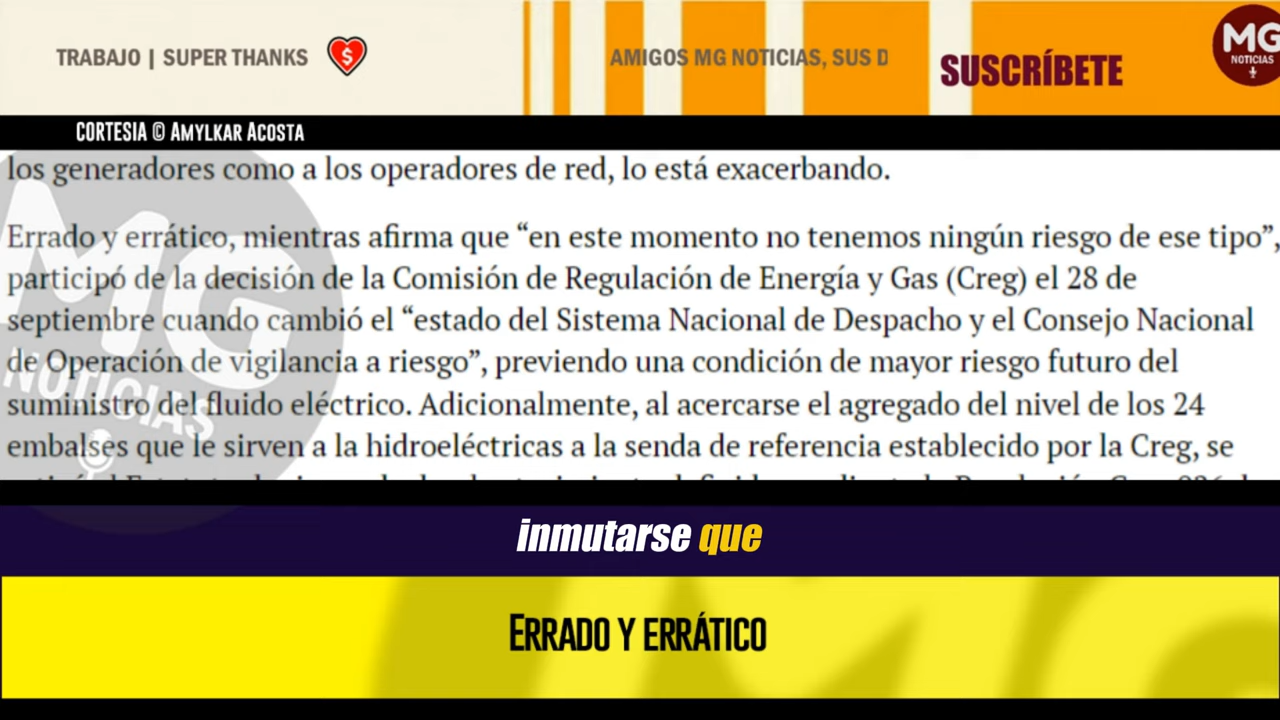 TRABAJO | SUPER THANKS
AMIGOS MG NOTICIAS, SUS D
SUSCRÍBETE
MG
NOTICIAS
CORTESIA © AMYLKAR ACOSTA
los generadores como a los operadores de red, lo está exacerbando.
Errado y errático, mientras afirma que “en este momento no tenemos ningún riesgo de ese tipo”,
participó de la decisión de la Comisión de Regulación de Energía y Gas (Creg) el 28 de
septiembre cuando cambió el “estado del Sistema Nacional de Despacho y el Consejo Nacional
de Operación de vigilancia a riesgo”, previendo una condición de mayor riesgo futuro del
suministro del fluido eléctrico. Adicionalmente, al acercarse el agregado del nivel de los 24
embalses que le sirven a la hidroeléctricas a la senda de referencia establecido por la Creg, se
MG
NOTICIAS
inmutarse que
ERRADO Y ERRÁTICO